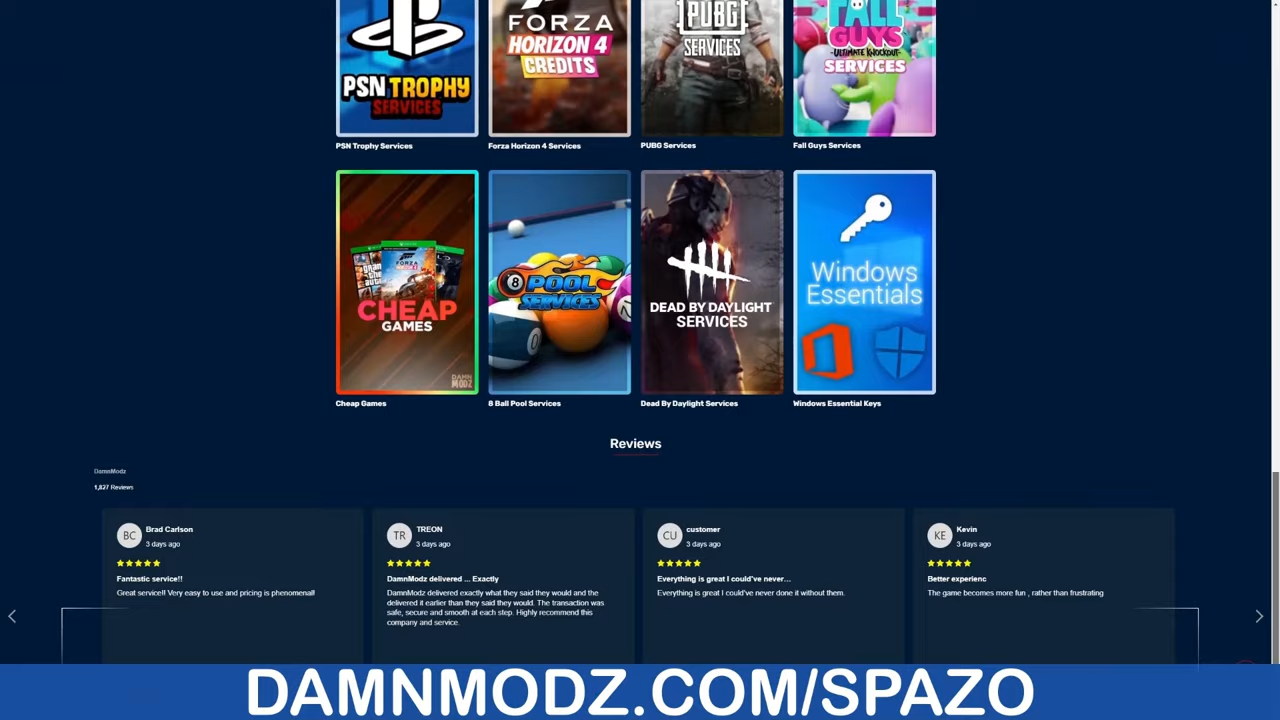 PSN TROPHY
SERVICES
FORZA
HORIZON 4
CREDITS
PUBG
SERVICES
FALL
GUYS
ULTIMATE KNOCKOUT
SERVICES
PSN Trophy Services
Forza Horizon 4 Services
PUBG Services
Fall Guys Services
FORZA
CHEAP
GAMES
DAMN
MODZ
8 POOL
SERVICES
DEAD BY DAYLIGHT
SERVICES
Windows
Essentials
Cheap Games
8 Ball Pool Services
Dead By Daylight Services
Windows Essential Keys
Reviews
DamnModz
1,827 Reviews
BC Brad Carlson
3 days ago
Fantastic service!!
Great service!! Very easy to use and pricing is phenomenal!
TR TREON
3 days ago
DamnModz delivered ... Exactly
DamnModz delivered exactly what they said they would and the
delivered it earlier than they said they would. The transaction was
safe, secure and smooth at each step. Highly recommend this
company and service.
CU customer
3 days ago
Everything is great I could've never...
Everything is great I could've never done it without them.
KE Kevin
3 days ago
Better experienc
The game becomes more fun , rather than frustrating
DAMNMODZ.COM/SPAZO